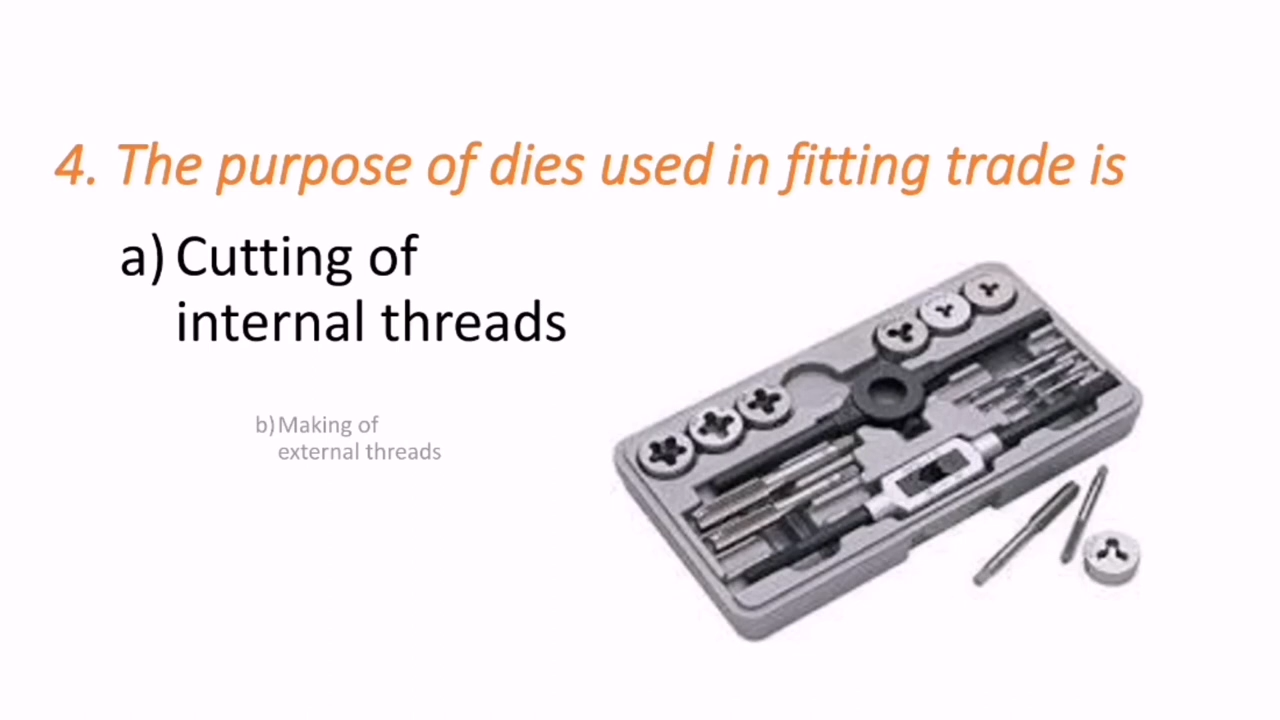 4. The purpose of dies used in fitting trade is
a) Cutting of
internal threads
b) Making of
external threads